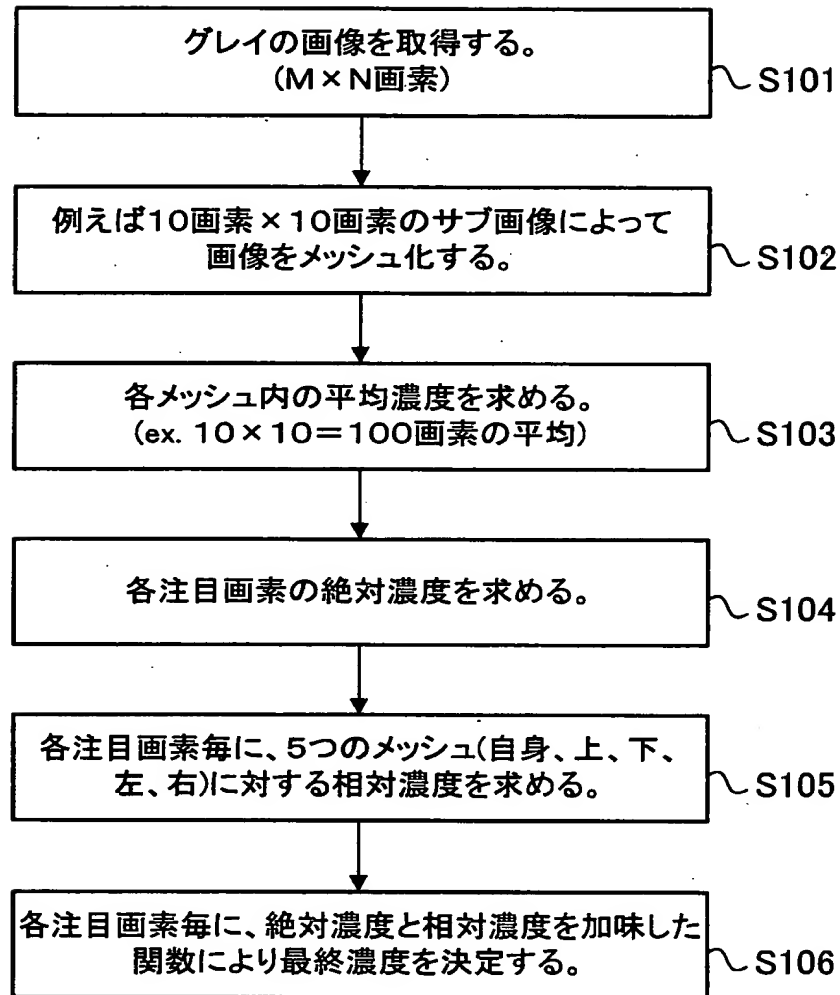 グレイの画像を取得する。
(M×N画素)
S101
例えば10画素×10画素のサブ画像によって
画像をメッシュ化する。
S102
各メッシュ内の平均濃度を求める。
(ex. 10×10=100画素の平均)
S103
各注目画素の絶対濃度を求める。
S104
各注目画素毎に、5つのメッシュ(自身、上、下、
左、右)に対する相対濃度を求める。
S105
各注目画素毎に、絶対濃度と相対濃度を加味した
関数により最終濃度を決定する。
S106